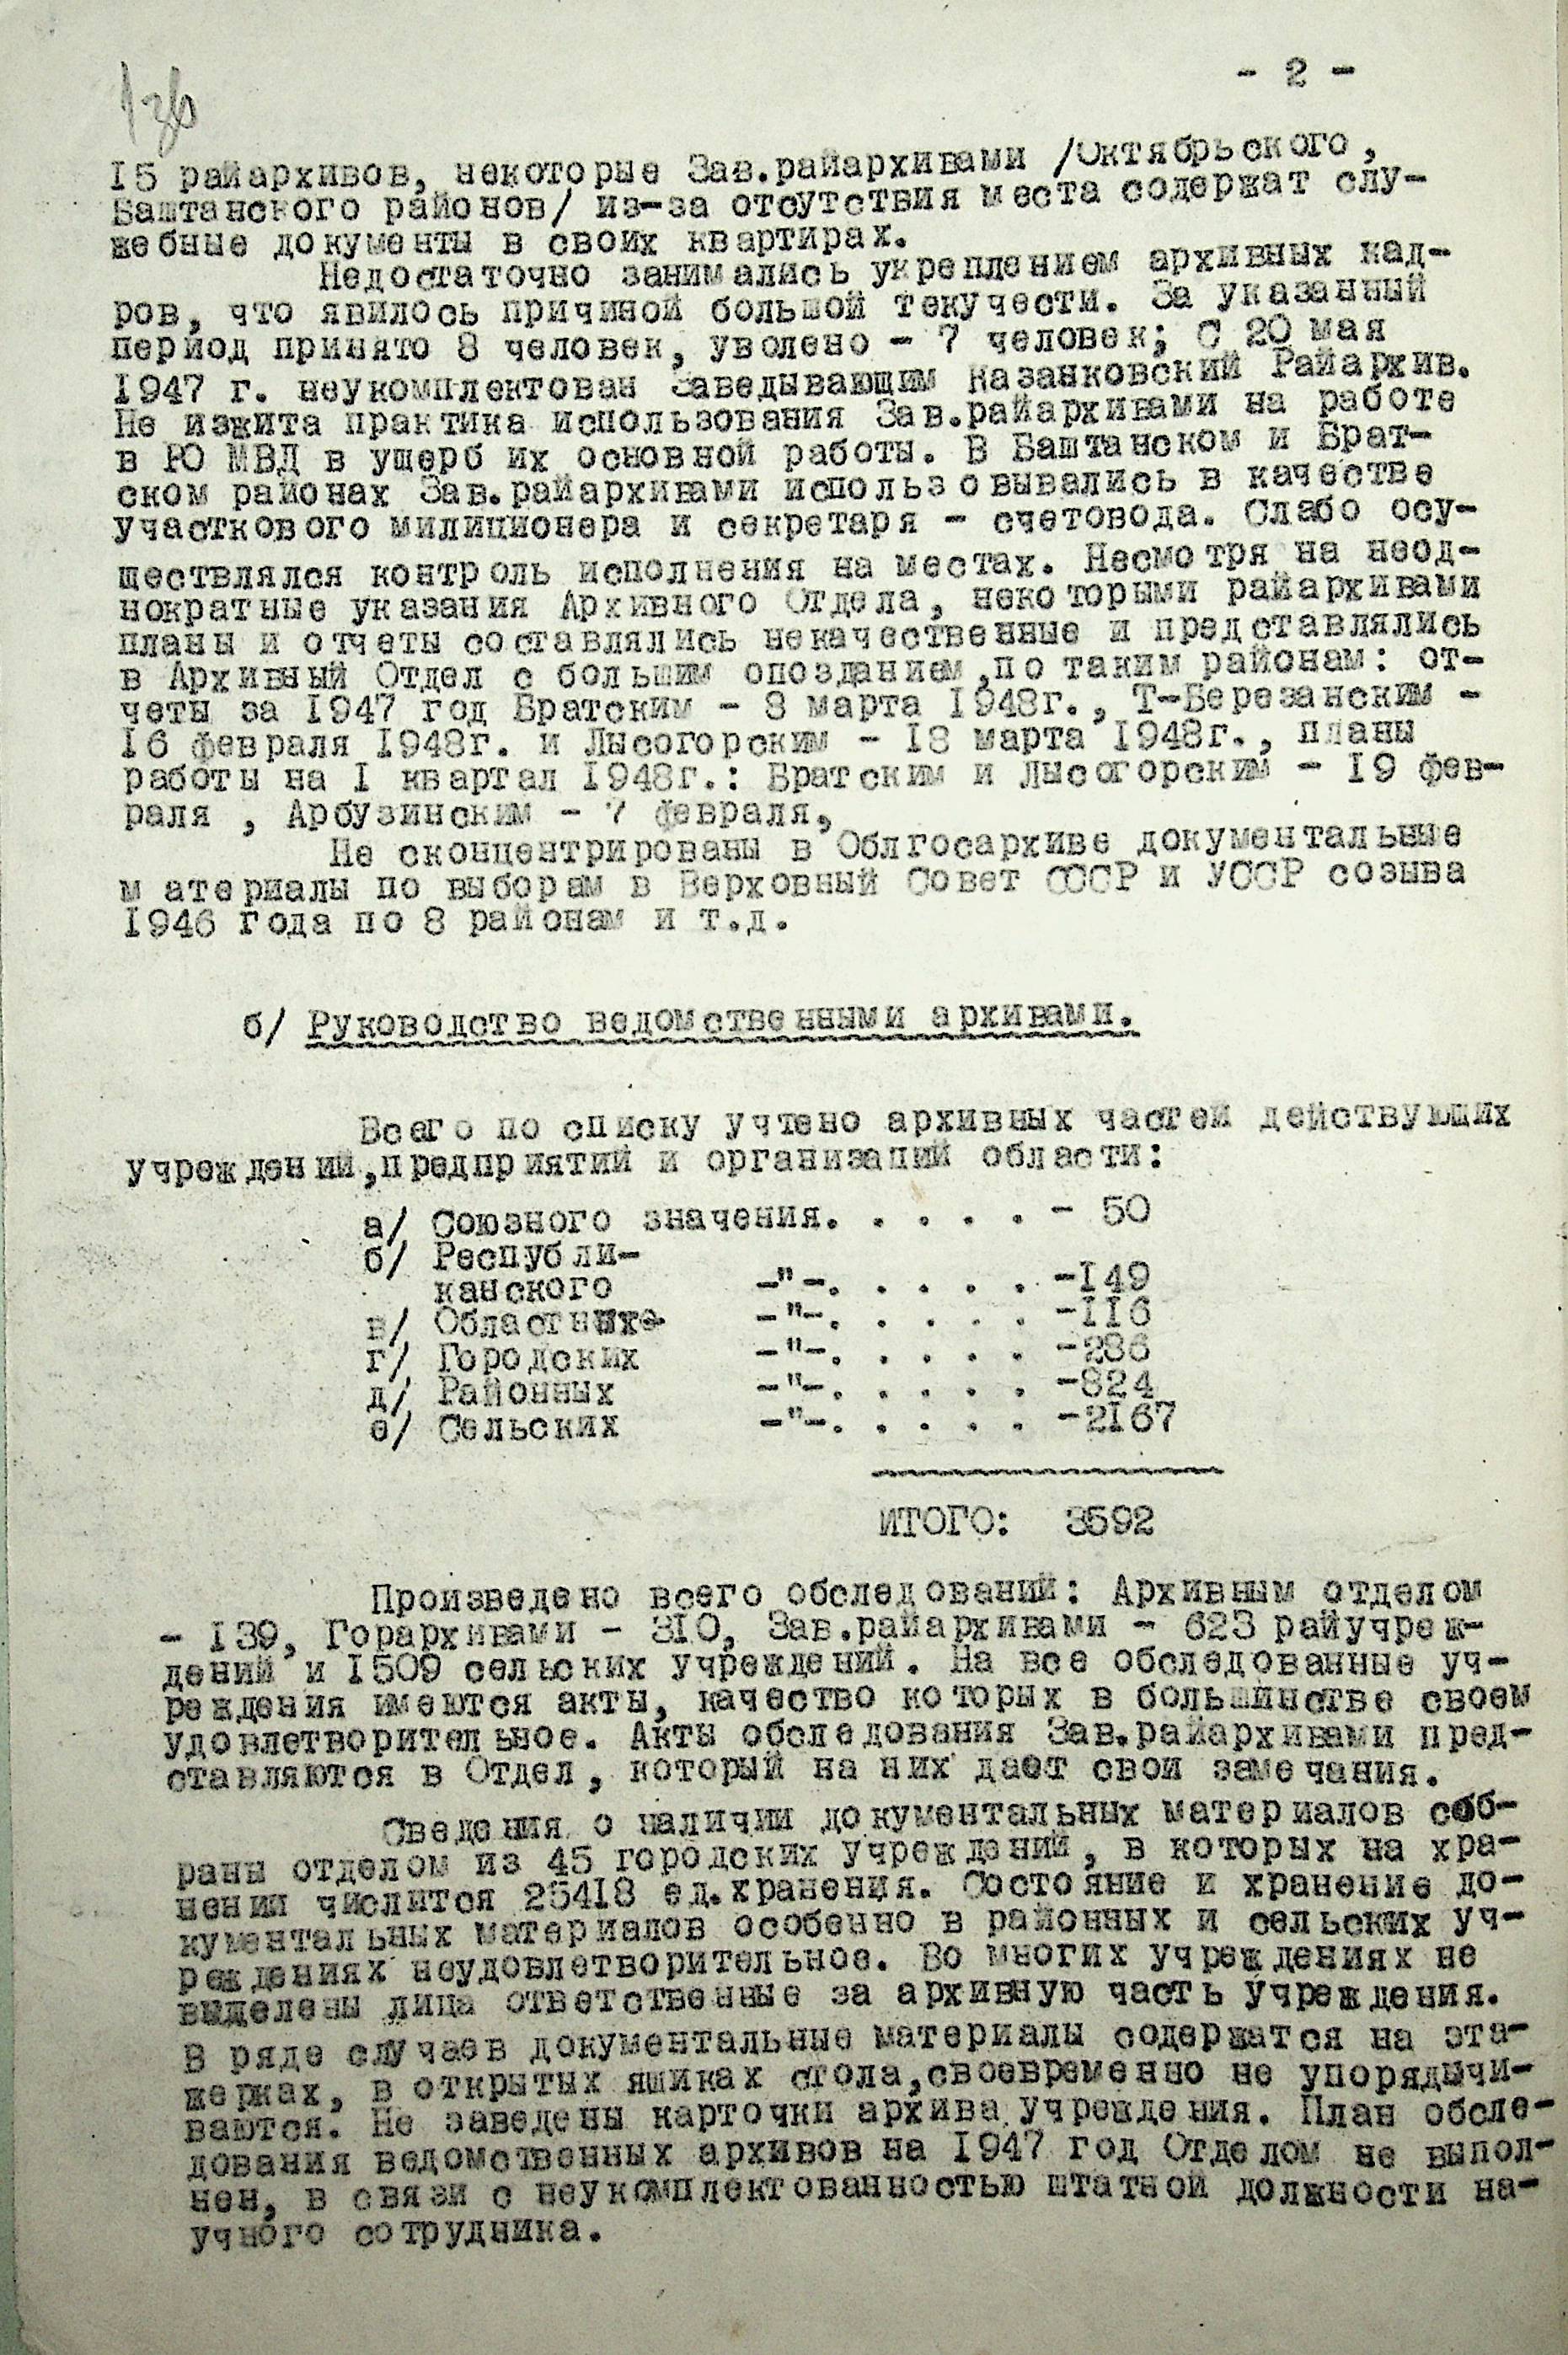 136
- 2 -
15 райархивов, некоторые Зав.райархивами /Октябрьского,
Баштанского районов/ из-за отсутствия места содержат слу-
жебные документы в своих квартирах.
Недостаточно занимались укреплением архивных кад-
ров, что явилось причиной большой текучести. За указанный
период принято 8 человек, уволено - 7 человек; С 20 мая
1947 г. неукомплектован Заведывающим Казанковский Райархив.
Не изжита практика использования Зав.райархивами на работе
в РО МВД в ущерб их основной работы. В Баштанском и Брат-
ском районах Зав.райархивами использовывались в качестве
участкового милиционера и секретаря - счетовода. Слабо осу-
ществлялся контроль исполнения на местах. Несмотря на неод-
нократные указания Архивного Отдела, некоторыми райархивами
планы и отчеты составлялись некачественные и представлялись
в Архивный Отдел с большим опозданием,по таким районам: от-
четы за 1947 год Братским - 8 марта 1948г., Т-Березанским -
16 февраля 1948г. и Лысогорским - 18 марта 1948г., планы
работы на 1 квартал 1948г.: Братским и Лысогорским - 19 фев-
раля , Арбузинским - 7 февраля,
Не сконцентрированы в Облгосархиве документальные
м атериалы по выборам в Верховный Совет СССР и УССР созыва
1946 года по 8 районам и т.д.
б/ Руководство ведомственными архивами.
Всего по списку учтено архивных частей действующих
учреждений,предприятий и организаций области:
а/ Союзного значения. . . . . - 50
б/ Республи-
канского -"-. . . . . -149
в/ Областных -"-. . . . . -116
г/ Городских -"-. . . . . -286
д/ Районных -"-. . . . . -824
е/ Сельских -"-. . . . . -2167
ИТОГО: 3592
Произведено всего обследований: Архивным отделом
- 139, Горархивами - 310, Зав.райархивами - 623 райучреж-
дений и 1509 сельских учреждений. На все обследованные уч-
реждения имеются акты, качество которых в большинстве своем
удовлетворительное. Акты обследования Зав.райархивами пред-
ставляются в Отдел, который на них дает свои замечания.
Сведения о наличии документальных материалов соб-
раны отделом из 45 городских учреждений, в которых на хра-
нении числится 25418 ед.хранения. Состояние и хранение до-
кументальных материалов особенно в районных и сельских уч-
реждениях неудовлетворительное. Во многих учреждениях не
выделены лица ответственные за архивную часть учреждения.
В ряде случаев документальные материалы содержатся на эта-
жерках, в открытых ящиках стола,своевременно не упорядычи-
ваются. Не заведены карточки архива учреждения. План обсле-
дования ведомственных архивов на 1947 год Отделом не выпол-
нен, в связи с неукомплектованностью штатной должности на-
учного сотрудника.